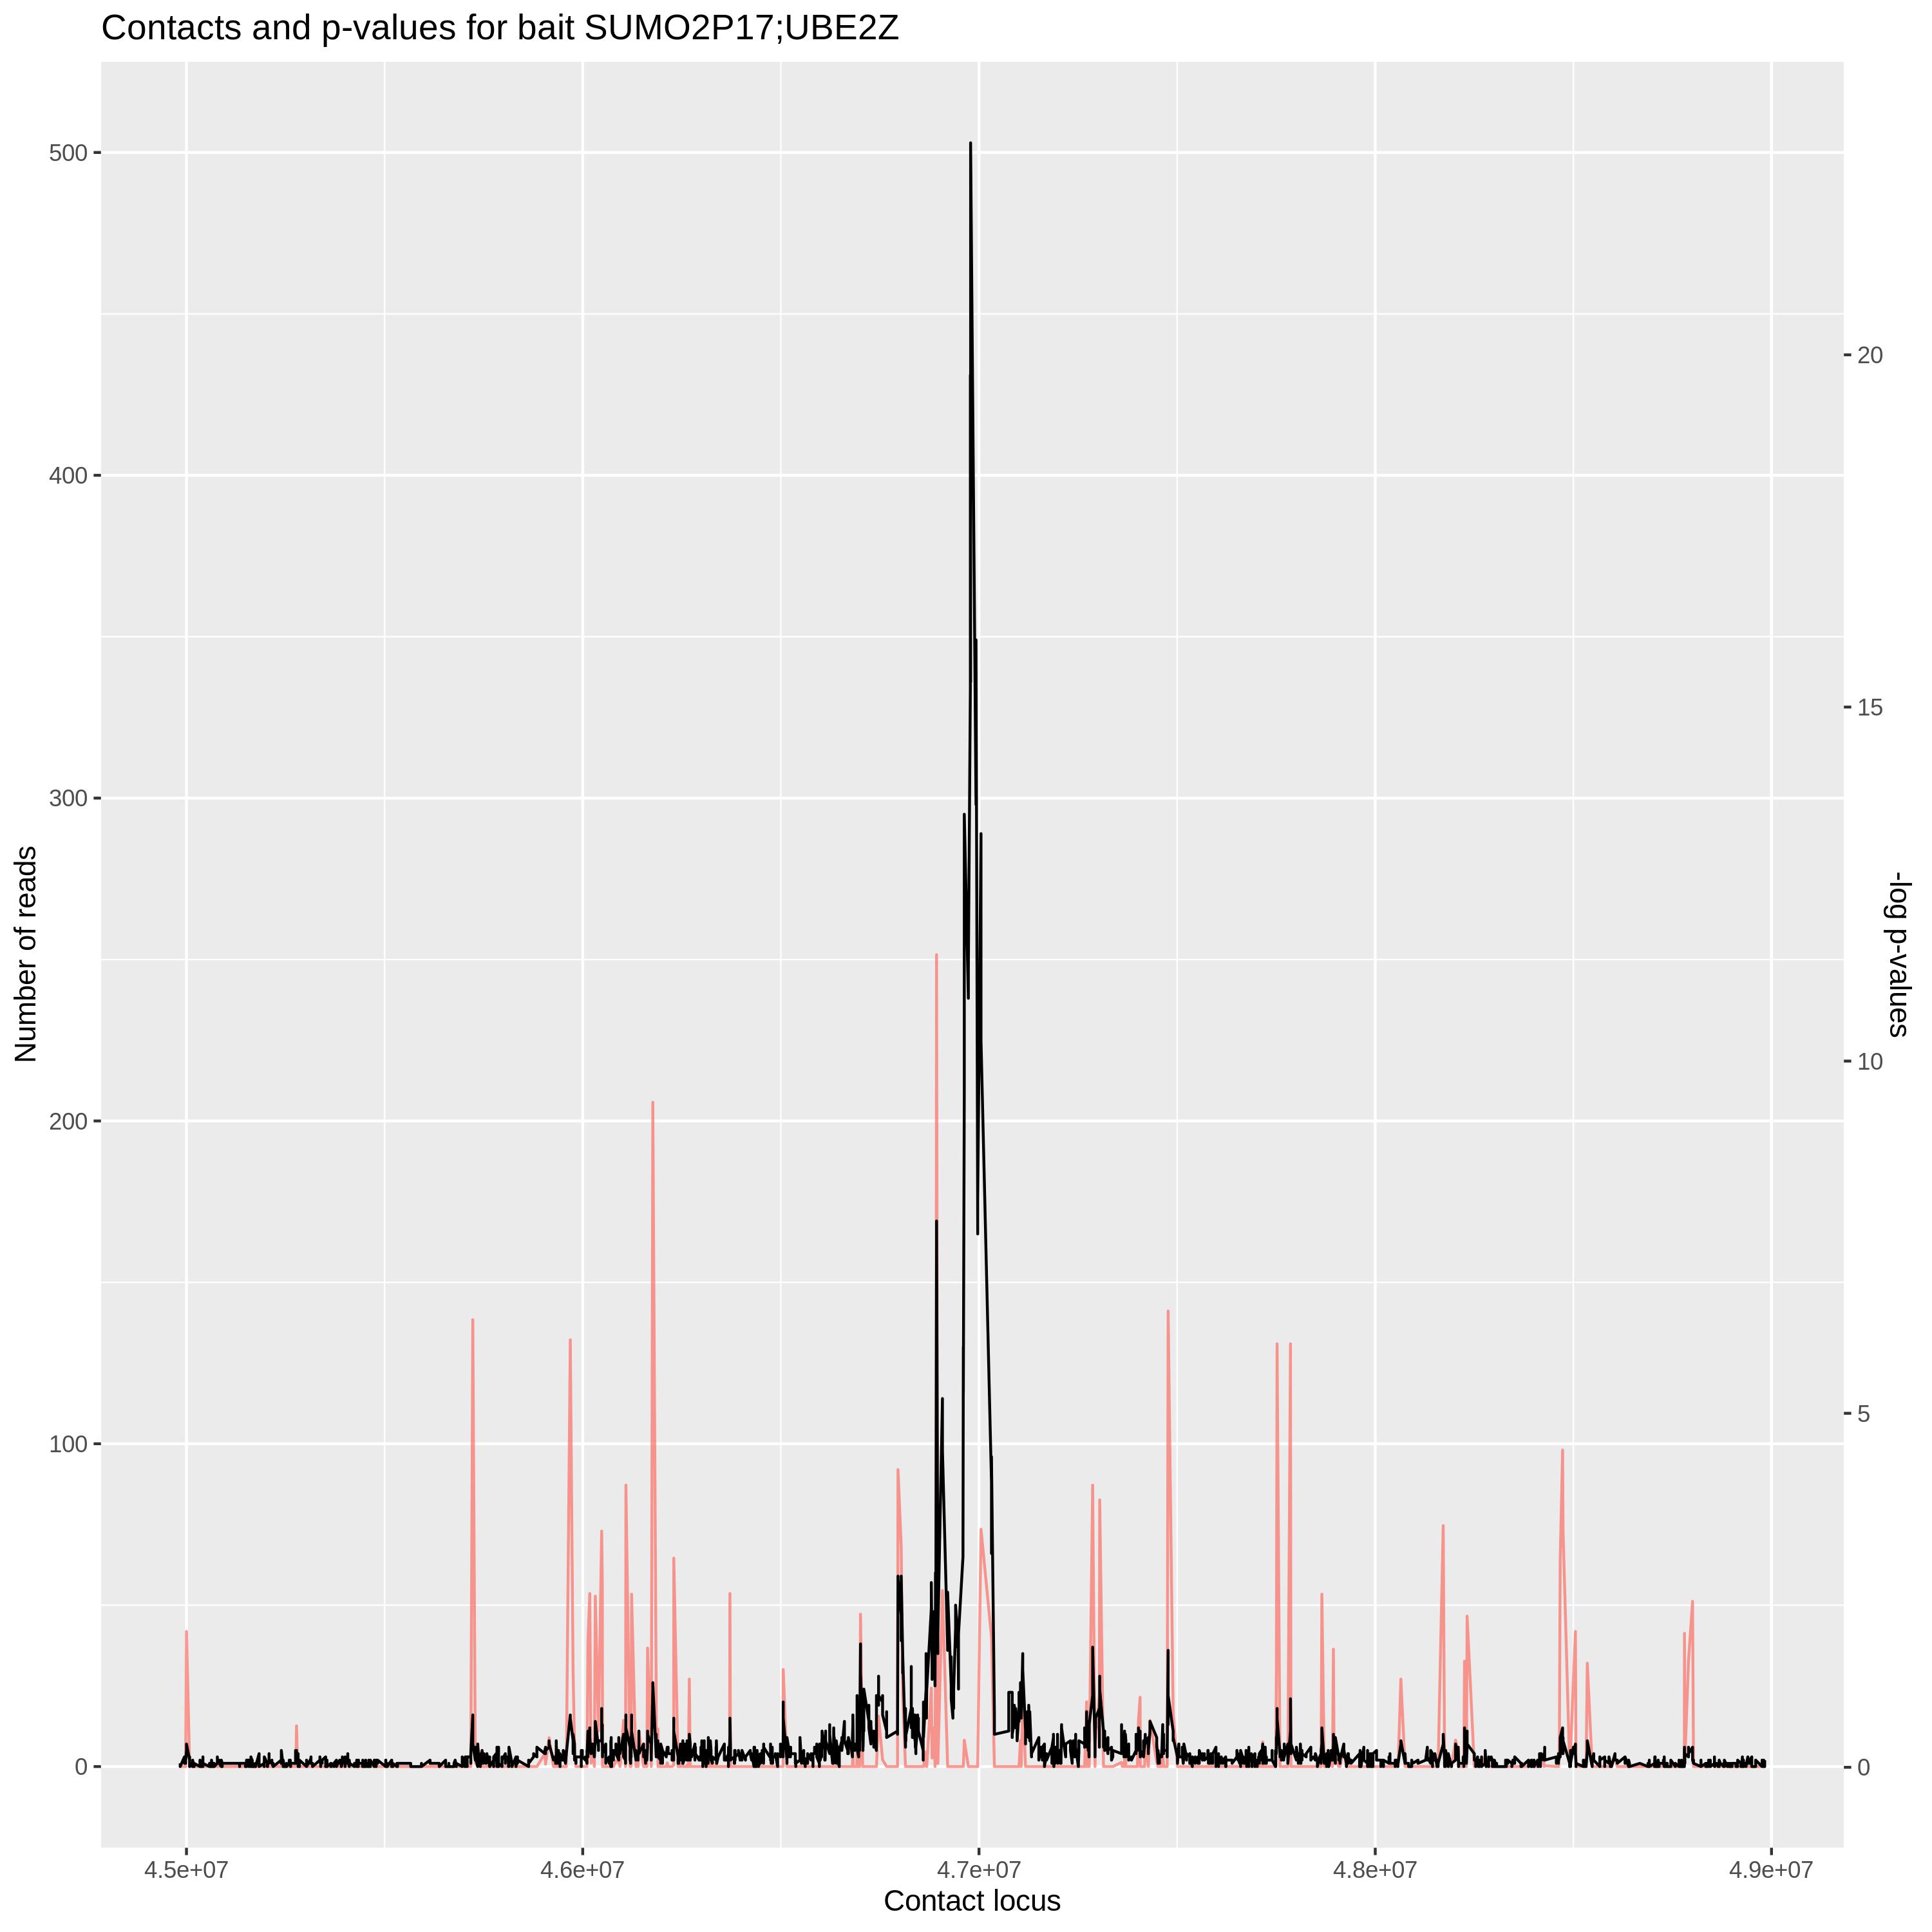 Contacts and p-values for bait SUMO2P17;UBE2Z
500
400
300
200
100
0
Number of reads
20
15
10
5
0
-log p-values
4.5e+07
4.6e+07
4.7e+07
4.8e+07
4.9e+07
Contact locus